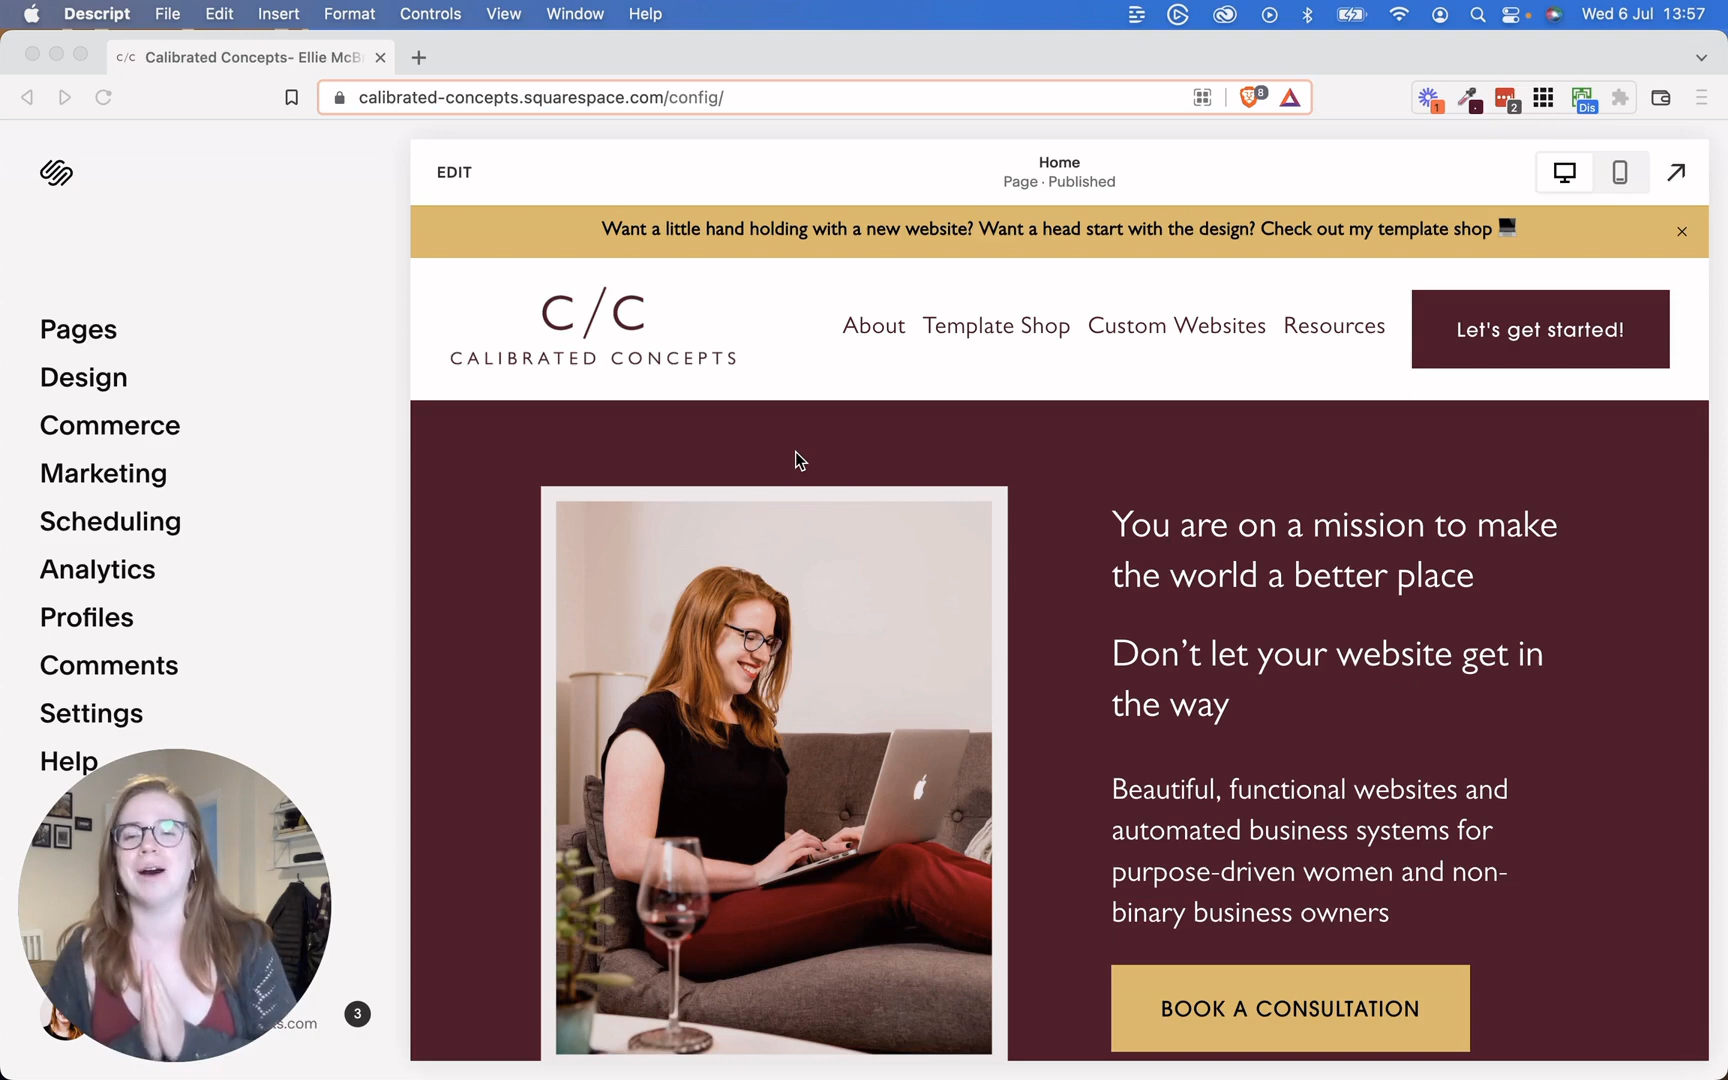 Descript File Edit Insert Format Controls View Window Help Wed 6 Jul 13:57
C/C Calibrated Concepts- Ellie McB
calibrated-concepts.squarespace.com/config/ 8 1 2 Dis
EDIT
Home
Page · Published
Want a little hand holding with a new website? Want a head start with the design? Check out my template shop
C/C
CALIBRATED CONCEPTS
About Template Shop Custom Websites Resources Let's get started!
Pages
Design
Commerce
Marketing
Scheduling
Analytics
Profiles
Comments
Settings
Help
3
You are on a mission to make
the world a better place
Don't let your website get in
the way
Beautiful, functional websites and
automated business systems for
purpose-driven women and non-
binary business owners
BOOK A CONSULTATION